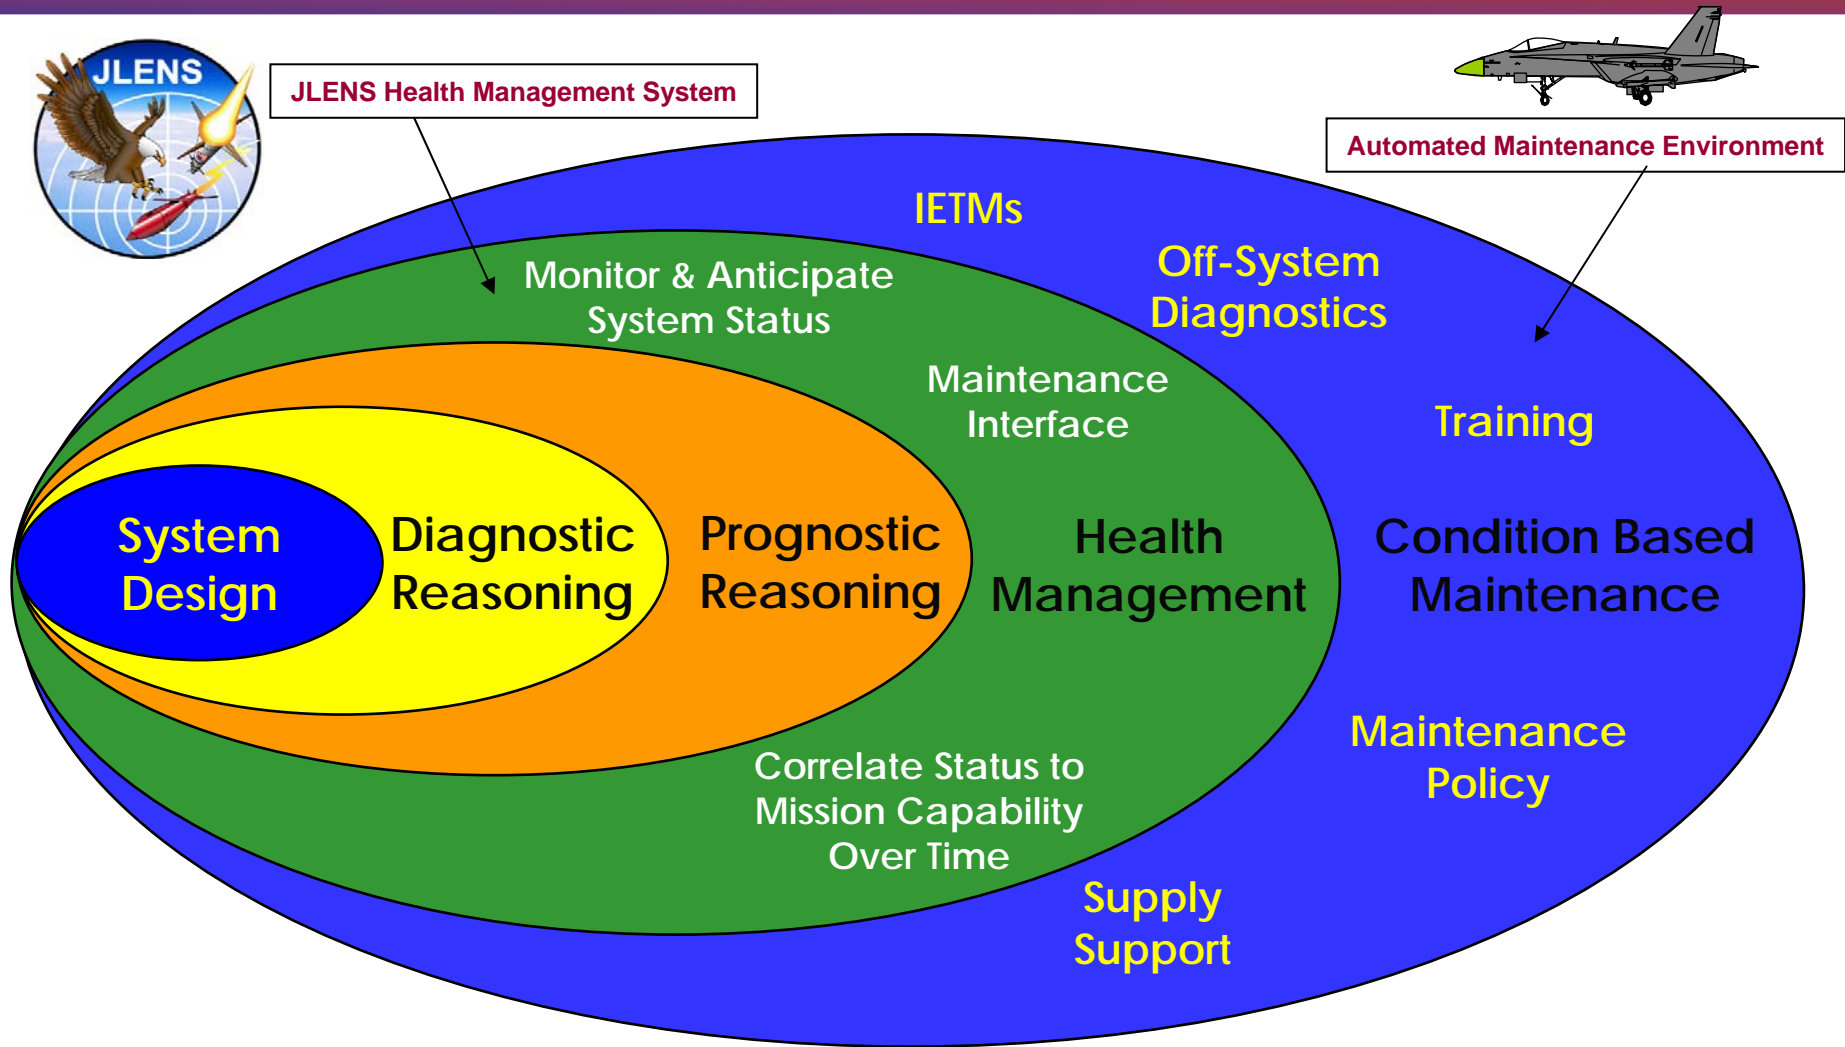 JLENS
JLENS Health Management System
Automated Maintenance Environment
IETMs
Off-System
Diagnostics
Monitor & Anticipate
System Status
Maintenance
Interface
Training
System
Design
Diagnostic
Reasoning
Prognostic
Reasoning
Health
Management
Condition Based
Maintenance
Maintenance
Policy
Correlate Status to
Mission Capability
Over Time
Supply
Support